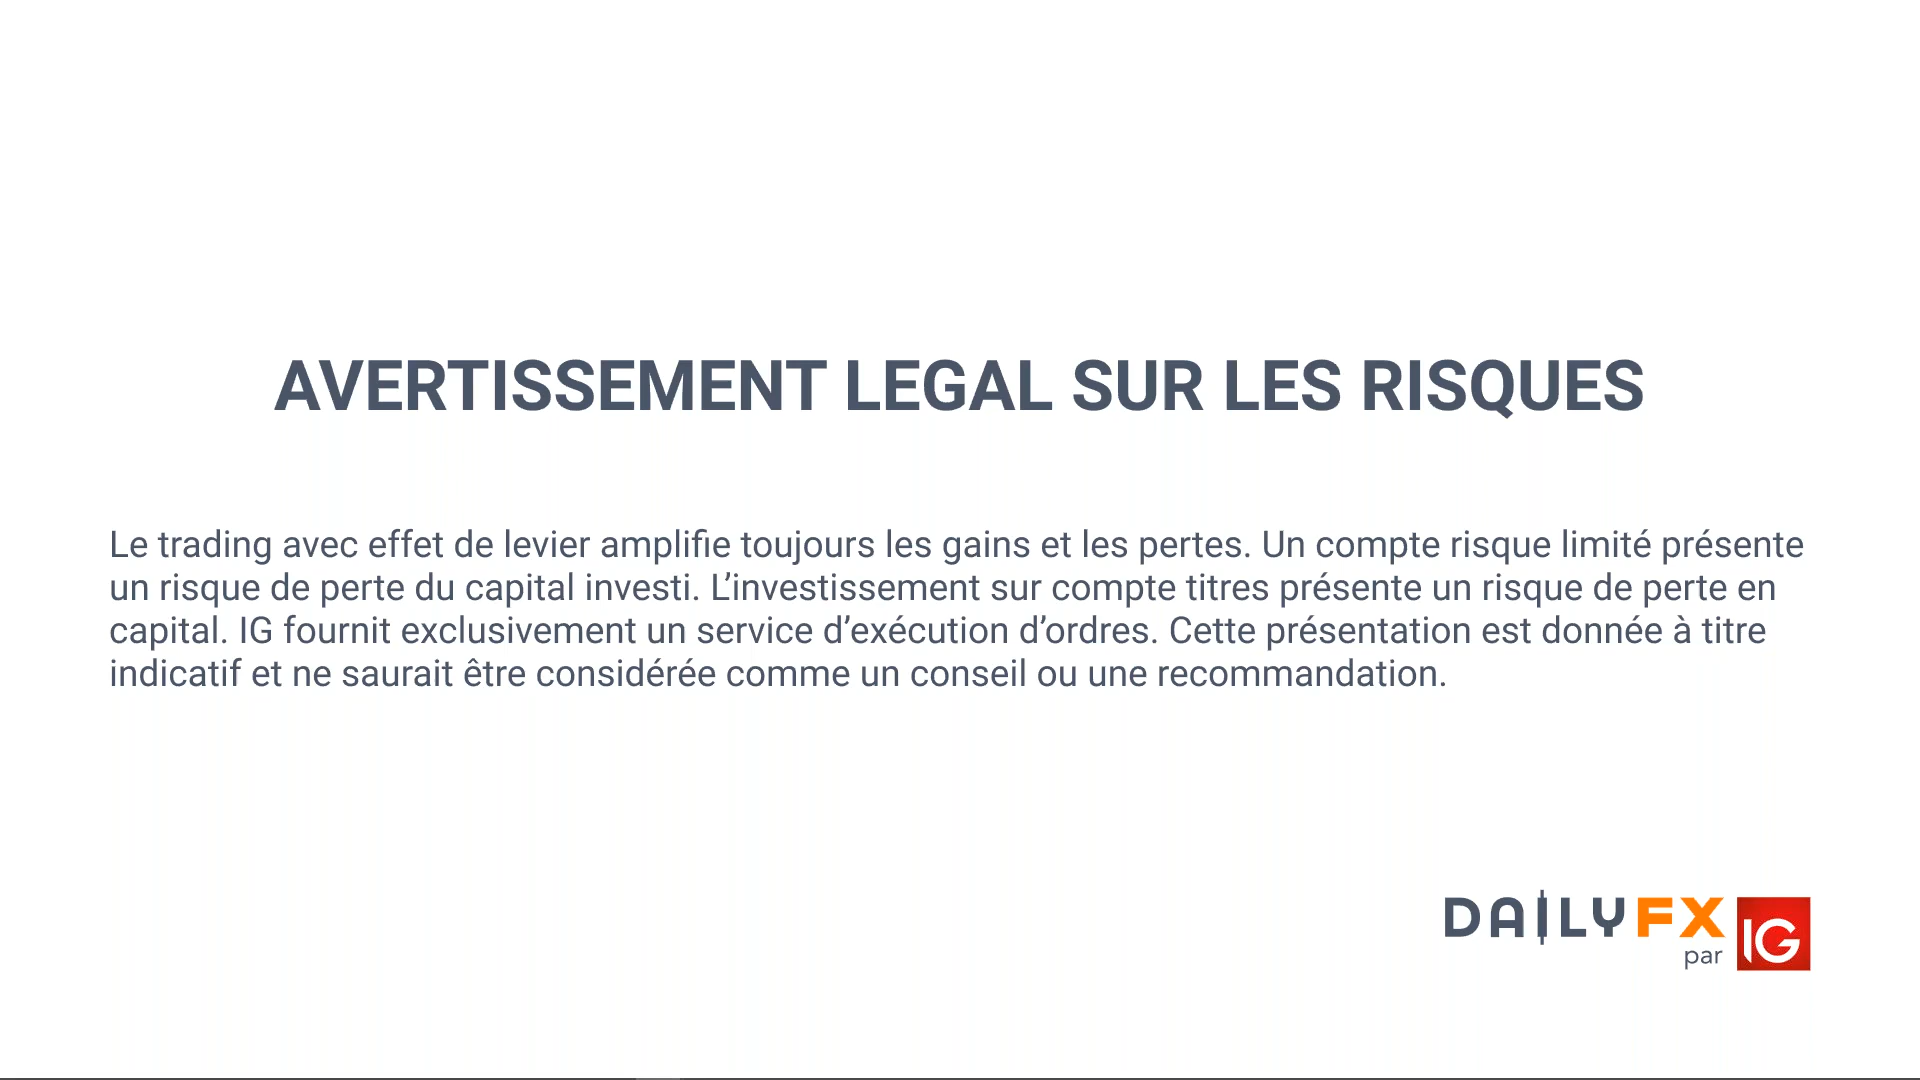 AVERTISSEMENT LEGAL SUR LES RISQUES
Le trading avec effet de levier amplifie toujours les gains et les pertes. Un compte risque limité présente
un risque de perte du capital investi. L’investissement sur compte titres présente un risque de perte en
capital. IG fournit exclusivement un service d’exécution d’ordres. Cette présentation est donnée à titre
indicatif et ne saurait être considérée comme un conseil ou une recommandation.
DAILYFX
par IG